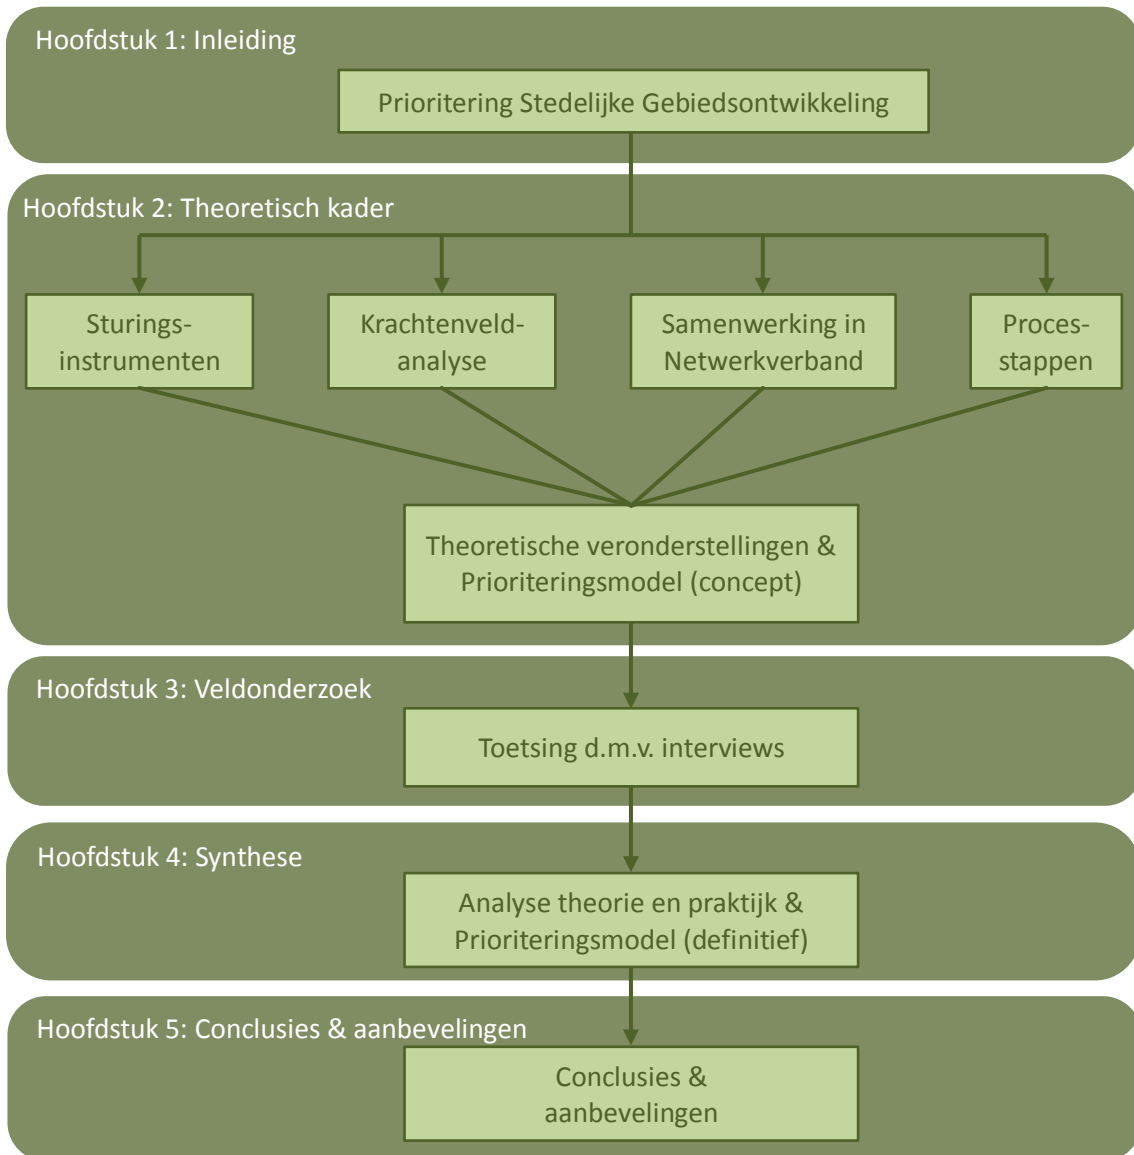 Hoofdstuk 1: Inleiding
Prioritering Stedelijke Gebiedsontwikkeling
Hoofdstuk 2: Theoretisch kader
Sturings-
instrumenten
Krachtenveld-
analyse
Samenwerking in
Netwerkverband
Proces-
stappen
Theoretische veronderstellingen &
Prioriteringsmodel (concept)
Hoofdstuk 3: Veldonderzoek
Toetsing d.m.v. interviews
Hoofdstuk 4: Synthese
Analyse theorie en praktijk &
Prioriteringsmodel (definitief)
Hoofdstuk 5: Conclusies & aanbevelingen
Conclusies &
aanbevelingen